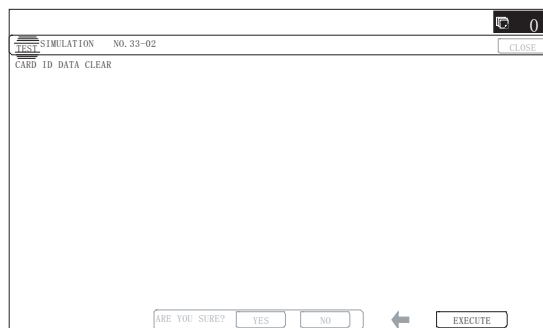 0
TEST SIMULATION NO.33-02 CLOSE
CARD ID DATA CLEAR
ARE YOU SURE? YES NO EXECUTE